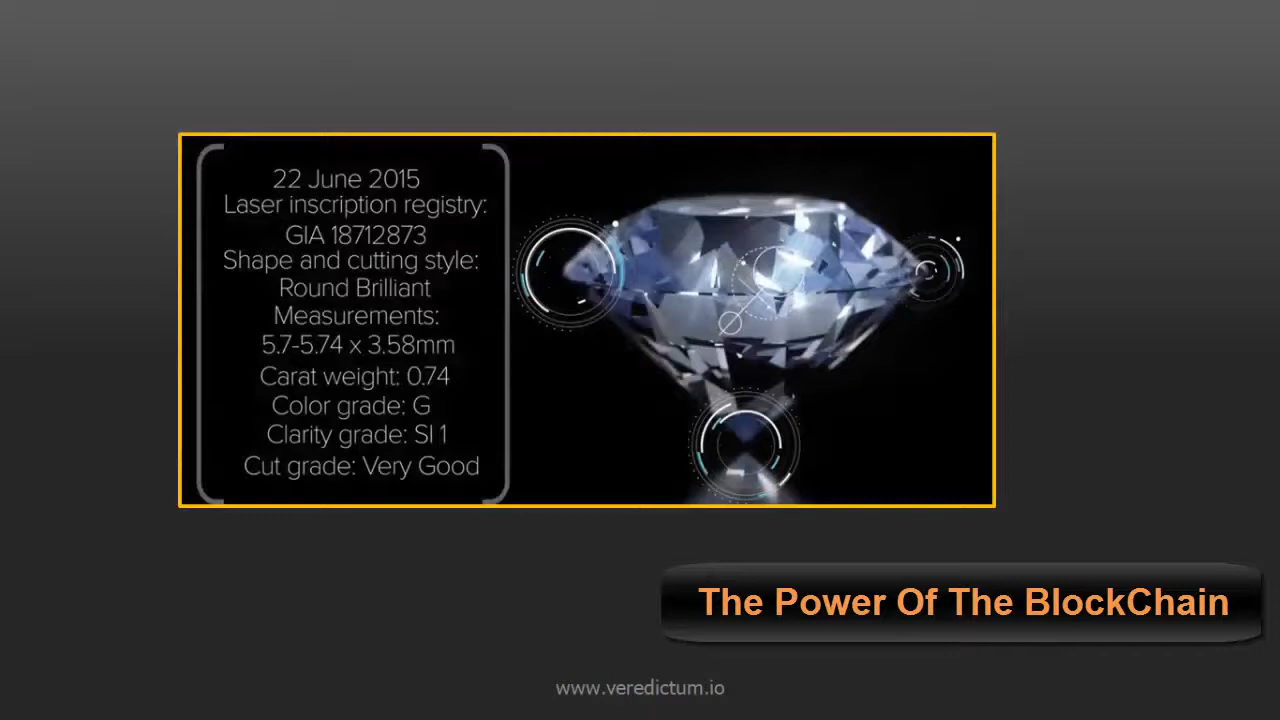 22 June 2015
Laser inscription registry:
GIA 18712873
Shape and cutting style:
Round Brilliant
Measurements:
5.7-5.74 x 3.58mm
Carat weight: 0.74
Color grade: G
Clarity grade: SI 1
Cut grade: Very Good
The Power Of The BlockChain
www.veredictum.io